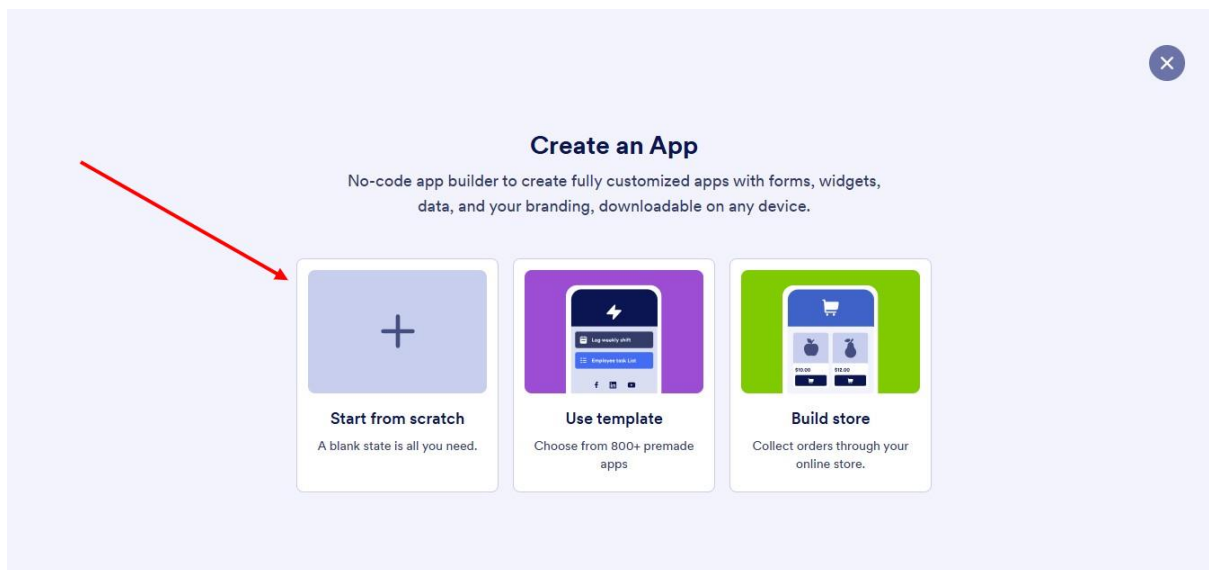 Create an App
No-code app builder to create fully customized apps with forms, widgets,
data, and your branding, downloadable on any device.
Log weekly shift
Employee task List
$10.00 $12.00
Start from scratch
Use template
Build store
A blank state is all you need.
Choose from 800+ premade
apps
Collect orders through your
online store.